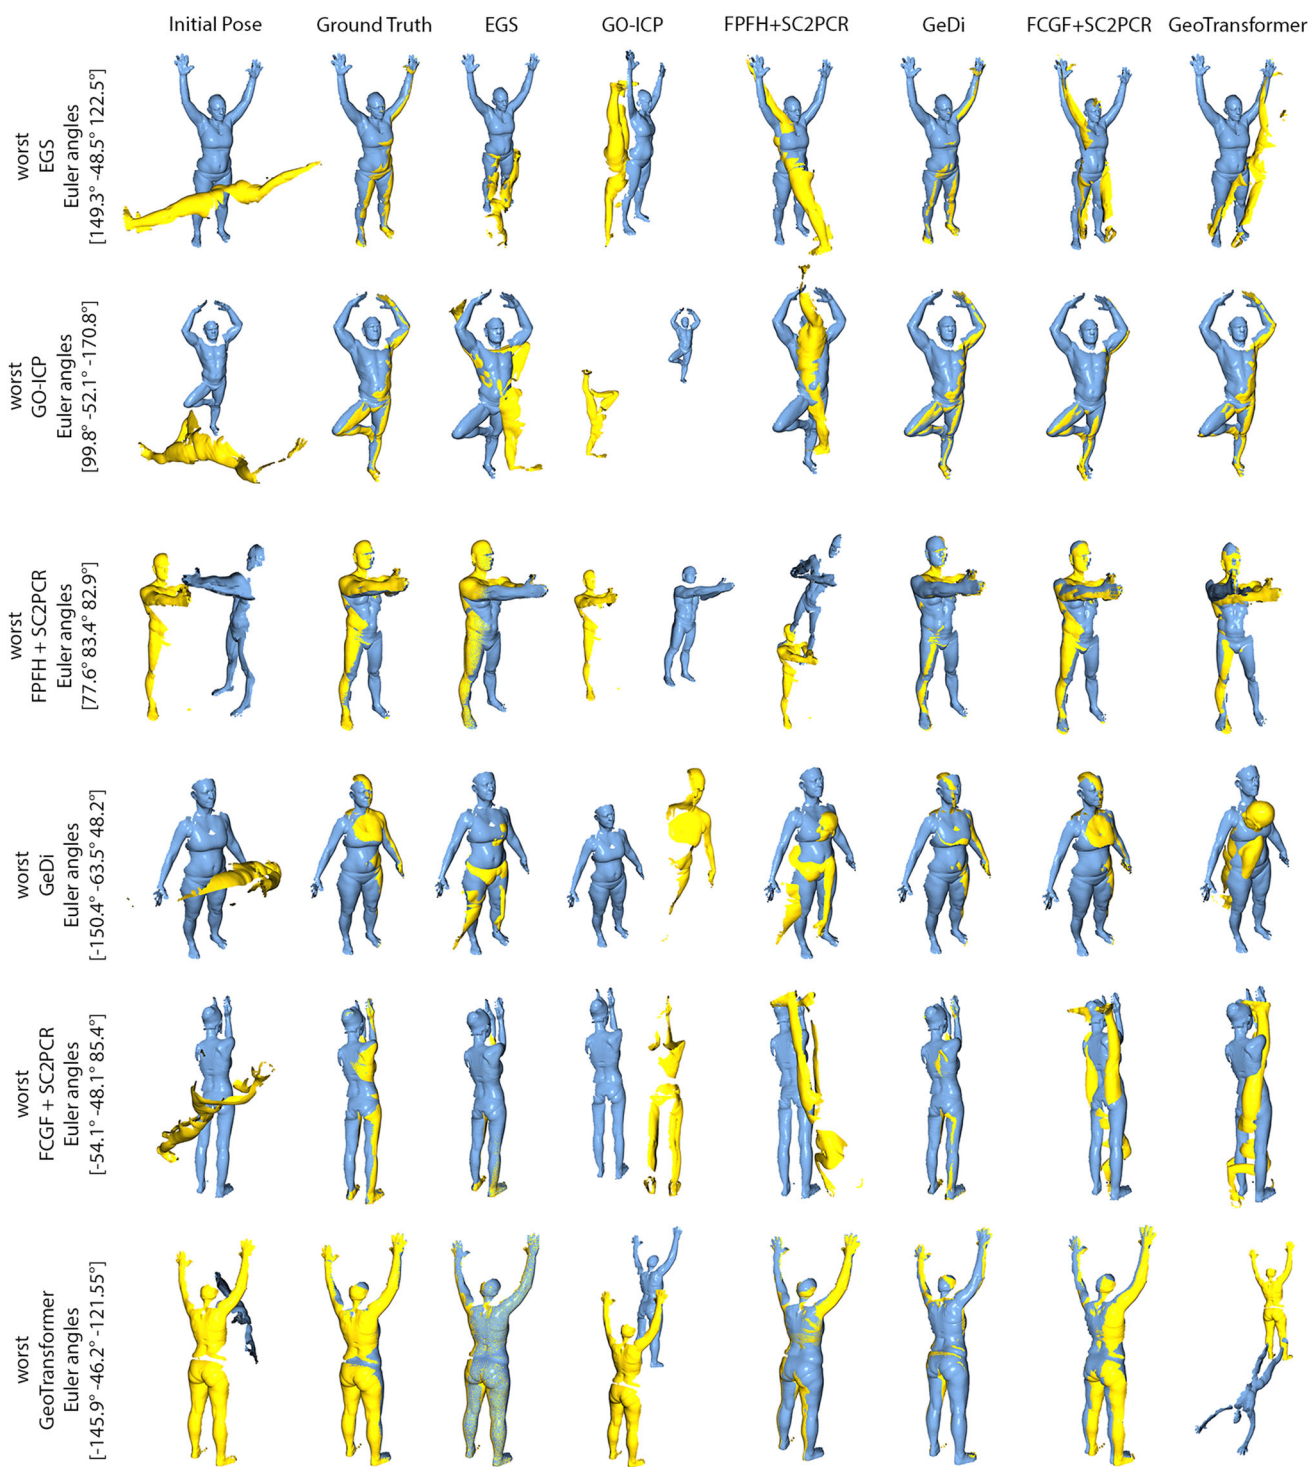 Initial Pose Ground Truth EGS GO-ICP FPFH+SC2PCR GeDi FCGF+SC2PCR GeoTransformer
worst
EGS
Euler angles
[149.3° -48.5° 122.5°]
worst
GO-ICP
Euler angles
[99.8° -52.1° -170.8°]
worst
FPFH + SC2PCR
Euler angles
[77.6° 83.4° 82.9°]
worst
GeDi
Euler angles
[-150.4° -63.5° 48.2°]
worst
FCGF + SC2PCR
Euler angles
[-54.1° -48.1° 85.4°]
worst
GeoTransformer
Euler angles
[-145.9° -46.2° -121.55°]